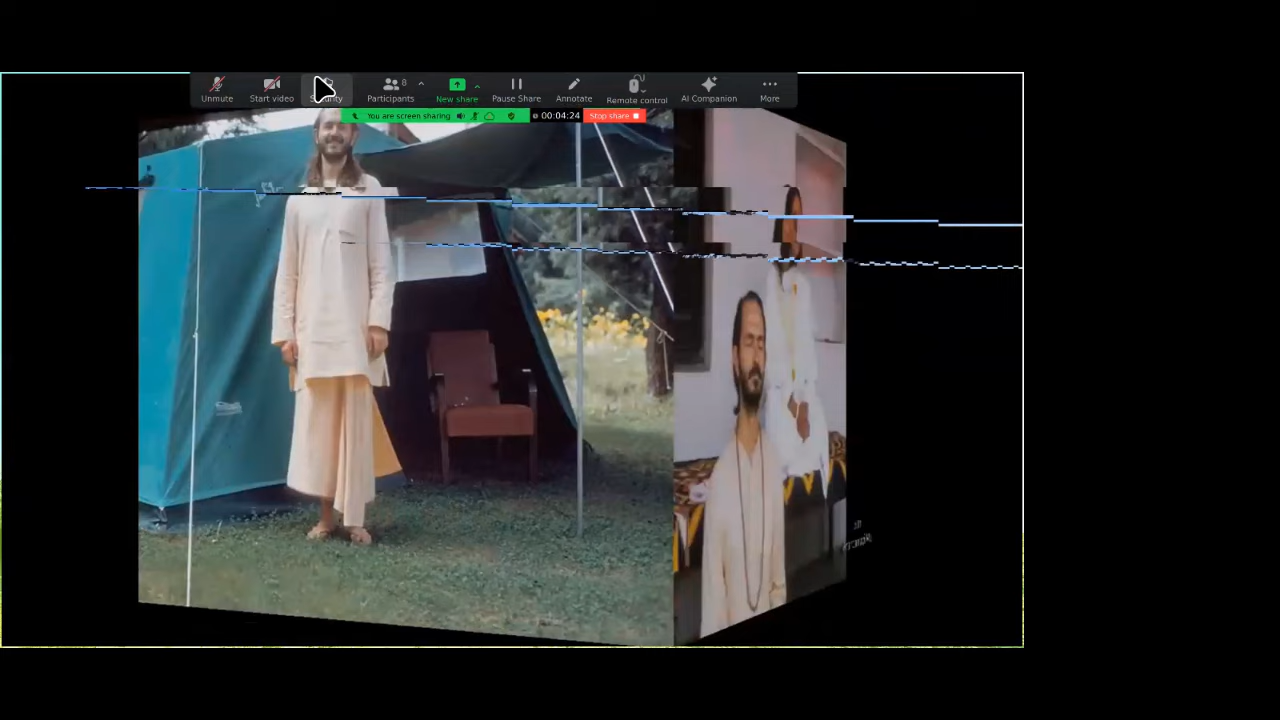 Unmute
Start video
Participants
8
New share
Pause Share
Annotate
Remote control
AI Companion
More
You are screen sharing
00:04:24
Stop share